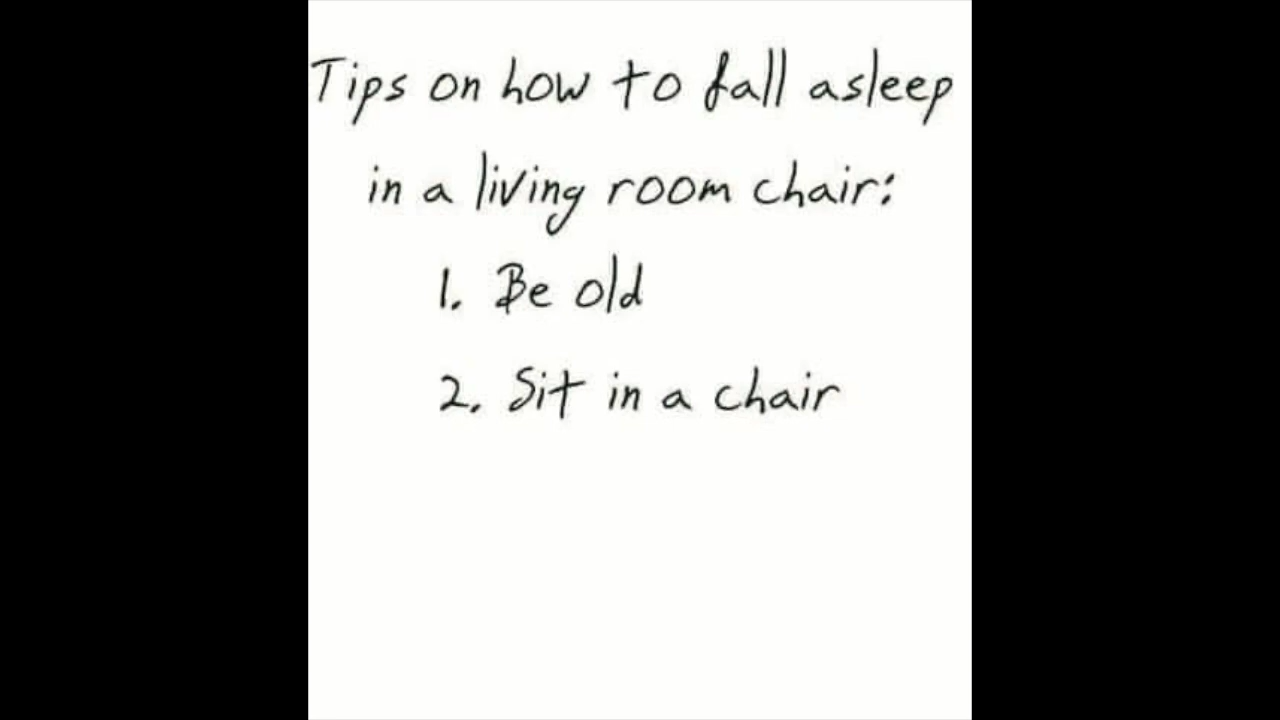 Tips on how to fall asleep
in a living room chair:
1. Be old
2. Sit in a chair